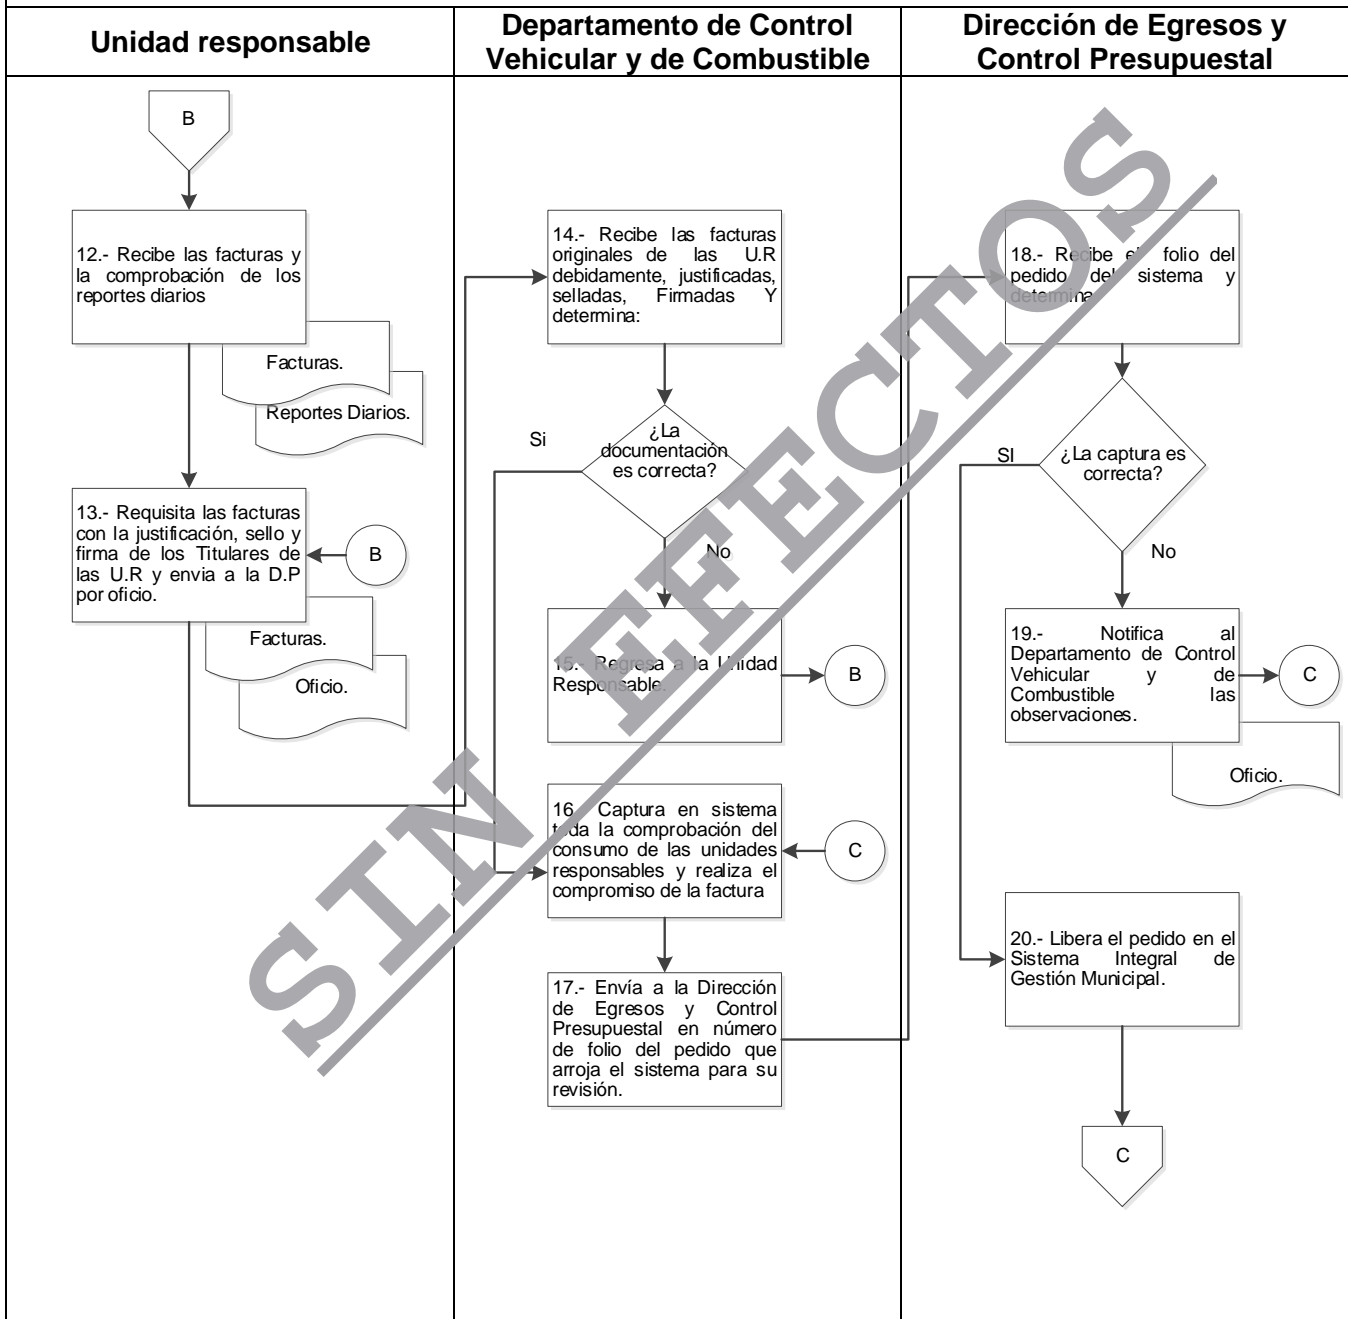 Unidad responsable
Departamento de Control
Vehicular y de Combustible
Dirección de Egresos y
Control Presupuestal
B
12.- Recibe las facturas y
la comprobación de los
reportes diarios
Facturas.
Reportes Diarios.
13.- Requisita las facturas
con la justificación, sello y
firma de los Titulares de
las U.R y envia a la D.P
por oficio.
B
Facturas.
Oficio.
14.- Recibe las facturas
originales de las U.R
debidamente, justificadas,
selladas, Firmadas Y
determina:
Si
¿La
documentación
es correcta?
No
15.- Regresa a la Unidad
Responsable.
B
16.- Captura en sistema
toda la comprobación del
consumo de las unidades
responsables y realiza el
compromiso de la factura
C
17.- Envía a la Dirección
de Egresos y Control
Presupuestal en número
de folio del pedido que
arroja el sistema para su
revisión.
18.- Recibe el folio del
pedido del sistema y
determina
SI
¿La captura es
correcta?
No
19.- Notifica al
Departamento de Control
Vehicular y de
Combustible las
observaciones.
C
Oficio.
20.- Libera el pedido en el
Sistema Integral de
Gestión Municipal.
C
SIN EFECTOS